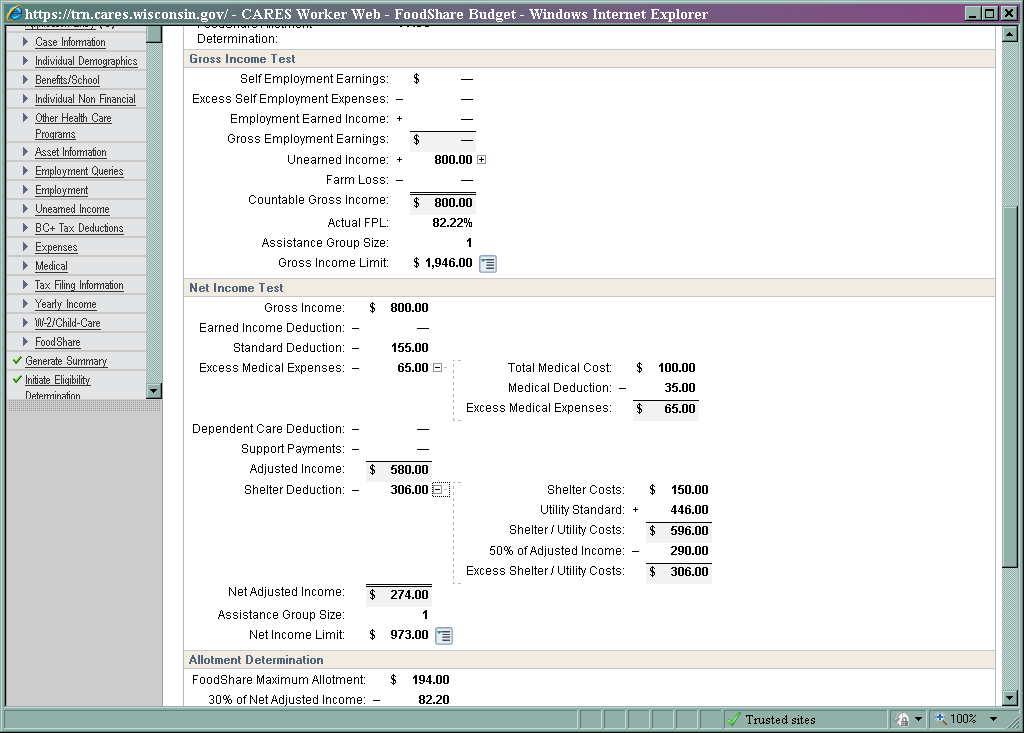 https://trn.cares.wisconsin.gov/ - CARES Worker Web - FoodShare Budget - Windows Internet Explorer
Case Information
Individual Demographics
Benefits/School
Individual Non Financial
Other Health Care
Programs
Asset Information
Employment Queries
Employment
Unearned Income
BC+ Tax Deductions
Expenses
Medical
Tax Filing Information
Yearly Income
W-2/Child-Care
FoodShare
Generate Summary
Initiate Eligibility
Determination
Determination:
Gross Income Test
Self Employment Earnings: $ —
Excess Self Employment Expenses: – —
Employment Earned Income: + —
Gross Employment Earnings: $ —
Unearned Income: + 800.00
Farm Loss: – —
Countable Gross Income: $ 800.00
Actual FPL: 82.22%
Assistance Group Size: 1
Gross Income Limit: $ 1,946.00
Net Income Test
Gross Income: $ 800.00
Earned Income Deduction: – —
Standard Deduction: – 155.00
Excess Medical Expenses: – 65.00 Total Medical Cost: $ 100.00
Medical Deduction: – 35.00
Excess Medical Expenses: $ 65.00
Dependent Care Deduction: – —
Support Payments: – —
Adjusted Income: $ 580.00
Shelter Deduction: – 306.00 Shelter Costs: $ 150.00
Utility Standard: + 446.00
Shelter / Utility Costs: $ 596.00
50% of Adjusted Income: – 290.00
Excess Shelter / Utility Costs: $ 306.00
Net Adjusted Income: $ 274.00
Assistance Group Size: 1
Net Income Limit: $ 973.00
Allotment Determination
FoodShare Maximum Allotment: $ 194.00
30% of Net Adjusted Income: – 82.20
Trusted sites
100%